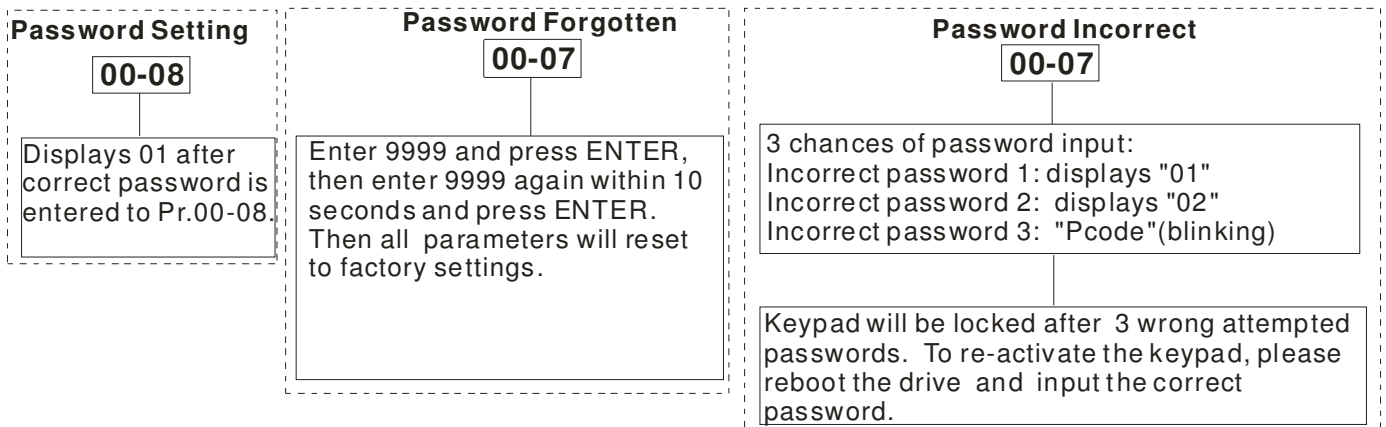 Password Setting
00-08
Displays 01 after
correct password is
entered to Pr.00-08.
Password Forgotten
00-07
Enter 9999 and press ENTER,
then enter 9999 again within 10
seconds and press ENTER.
Then all parameters will reset
to factory settings.
Password Incorrect
00-07
3 chances of password input:
Incorrect password 1: displays "01"
Incorrect password 2: displays "02"
Incorrect password 3: "Pcode"(blinking)
Keypad will be locked after 3 wrong attempted
passwords. To re-activate the keypad, please
reboot the drive and input the correct
password.